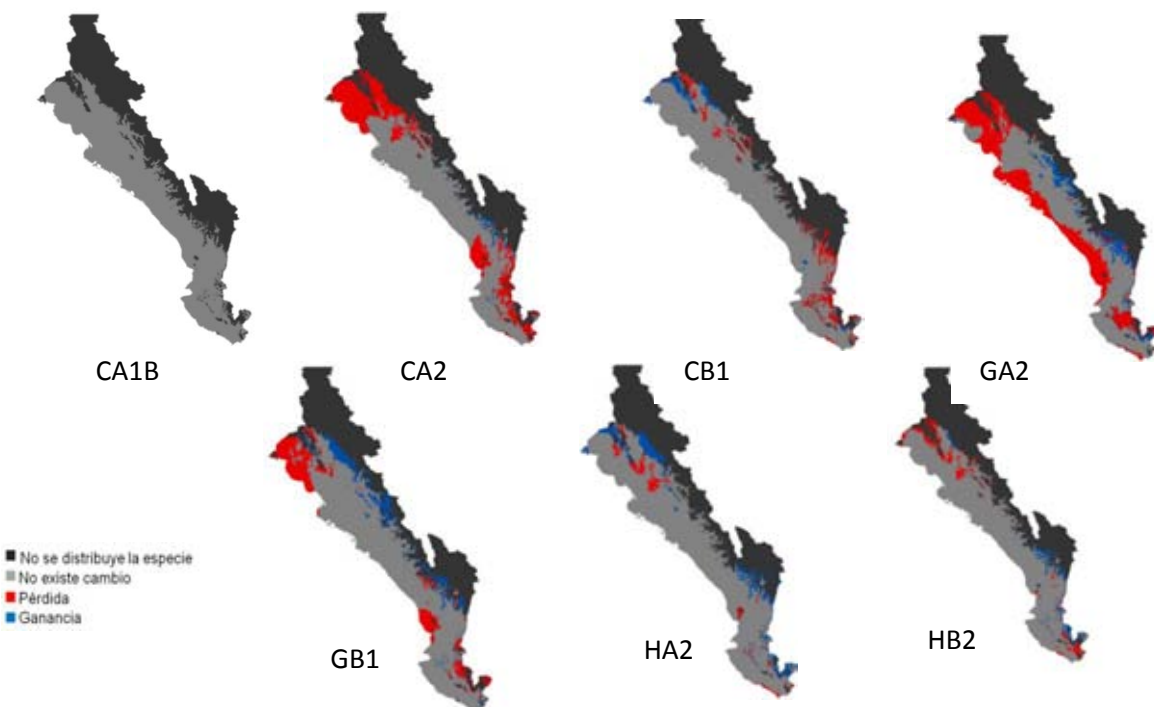 CA1B CA2 CB1 GA2
No se distribuye la especie
No existe cambio
Pérdida
Ganancia
GB1 HA2 HB2